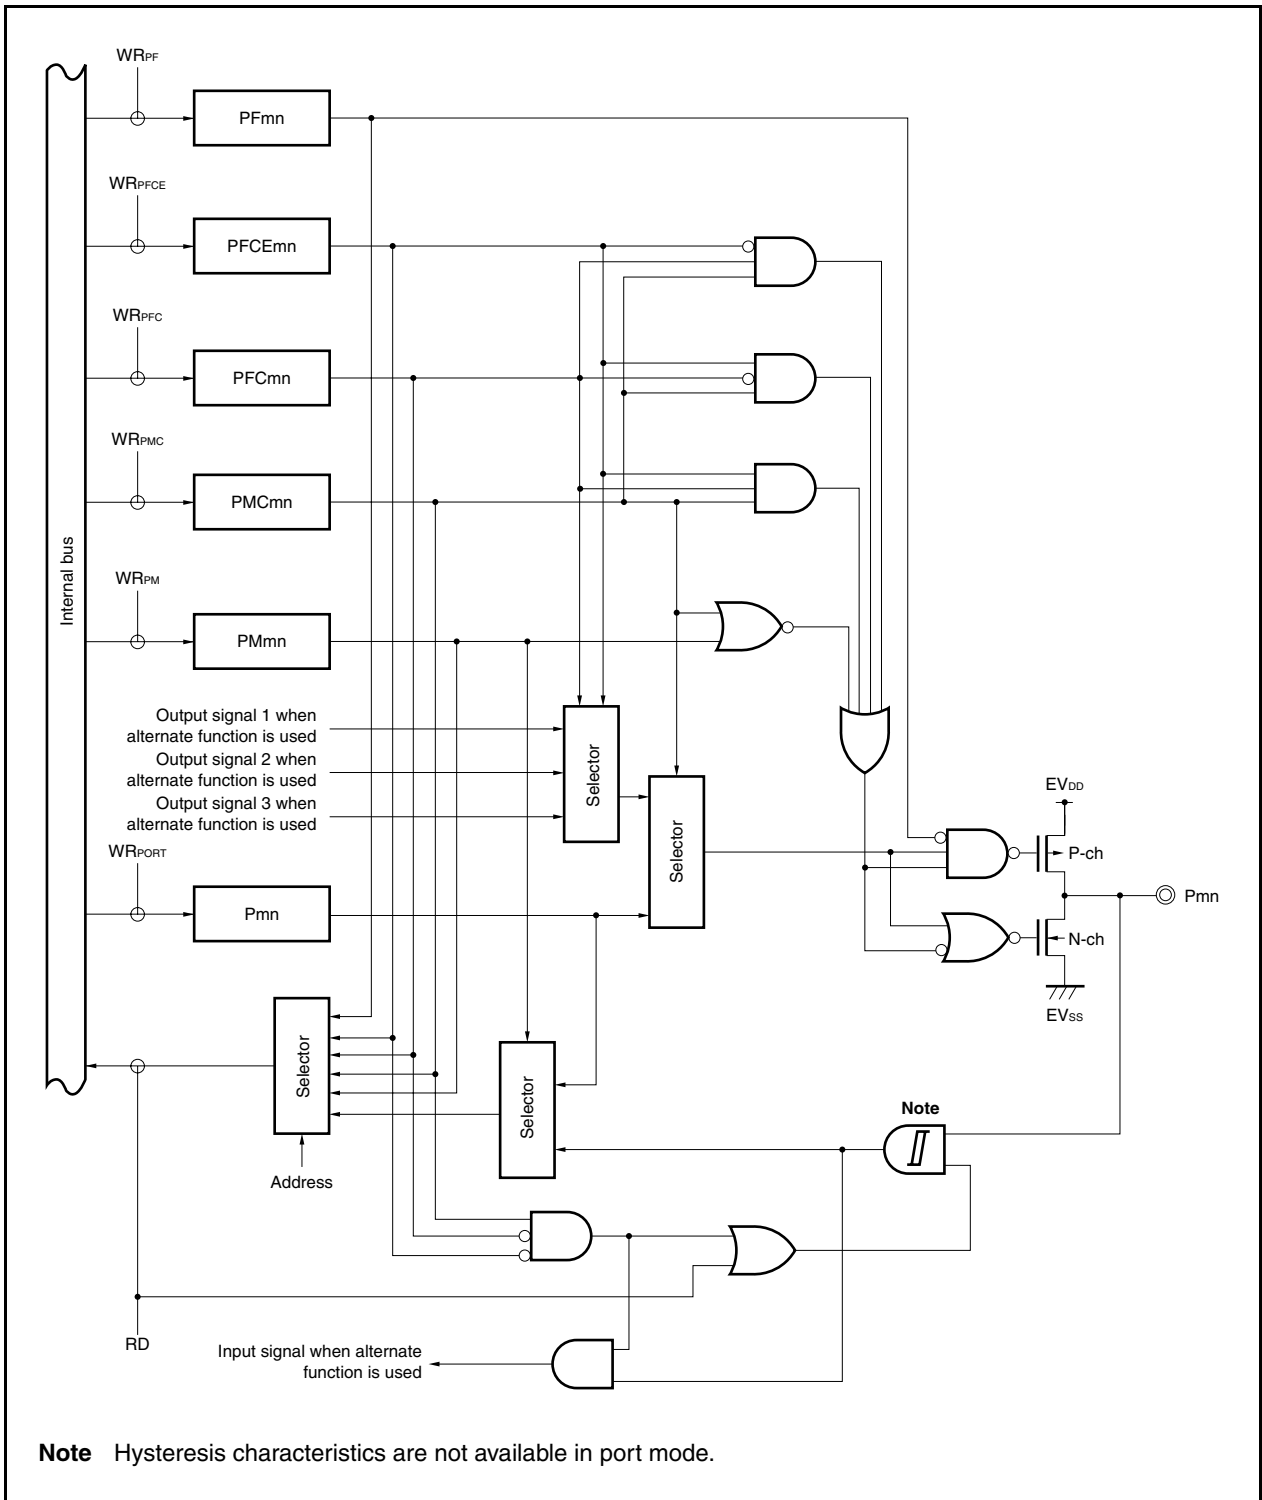 WRPF
PFmn
WRPFCE
PFCEmn
WRPFC
PFCmn
WRPMC
PMCmn
Internal bus
WRPM
PMmn
Output signal 1 when
alternate function is used
Output signal 2 when
alternate function is used
Output signal 3 when
alternate function is used
Selector
Selector
EVDD
P-ch
WRPORT
Pmn
Pmn
N-ch
EVSS
Selector
Selector
Note
Address
RD
Input signal when alternate
function is used
Note Hysteresis characteristics are not available in port mode.